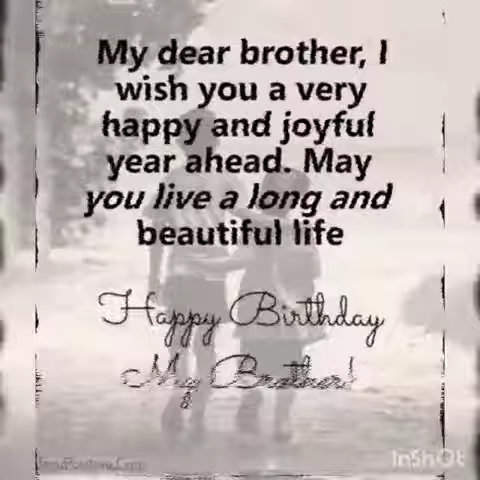 My dear brother, I
wish you a very
happy and joyful
year ahead. May
you live a long and
beautiful life
Happy Birthday
My Brother!
InShOt